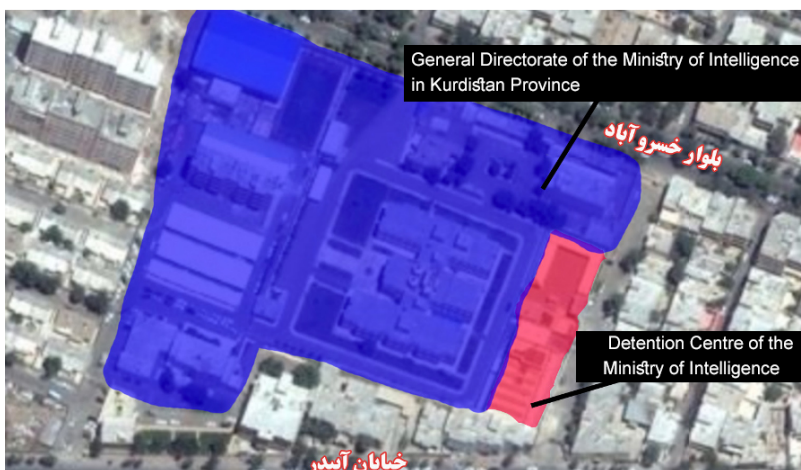 General Directorate of the Ministry of Intelligence
in Kurdistan Province
بلوار خسروآباد
Detention Centre of the
Ministry of Intelligence
خیابان آبیدر